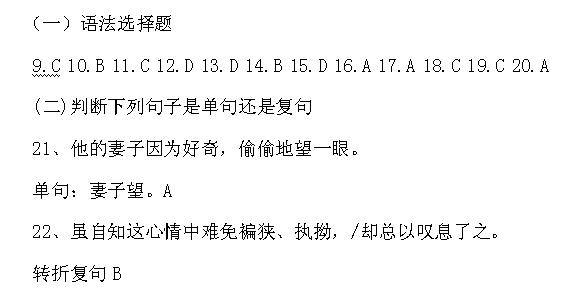 （一）语法选择题
9.C 10.B 11.C 12.D 13.D 14.B 15.D 16.A 17.A 18.C 19.C 20.A
(二)判断下列句子是单句还是复句
21、他的妻子因为好奇，偷偷地望一眼。
单句：妻子望。A
22、虽自知这心情中难免褊狭、执拗，/却总以叹息了之。
转折复句 B